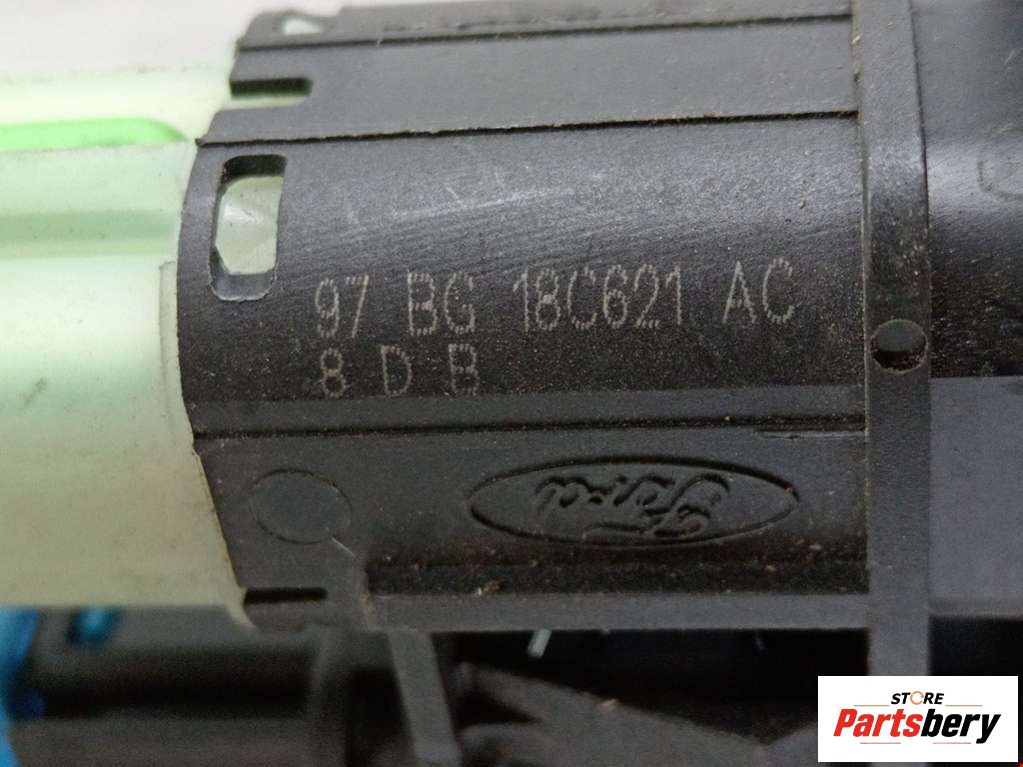 97 BG 18C621 AC
8 D B
Ford
STORE
Partsbery